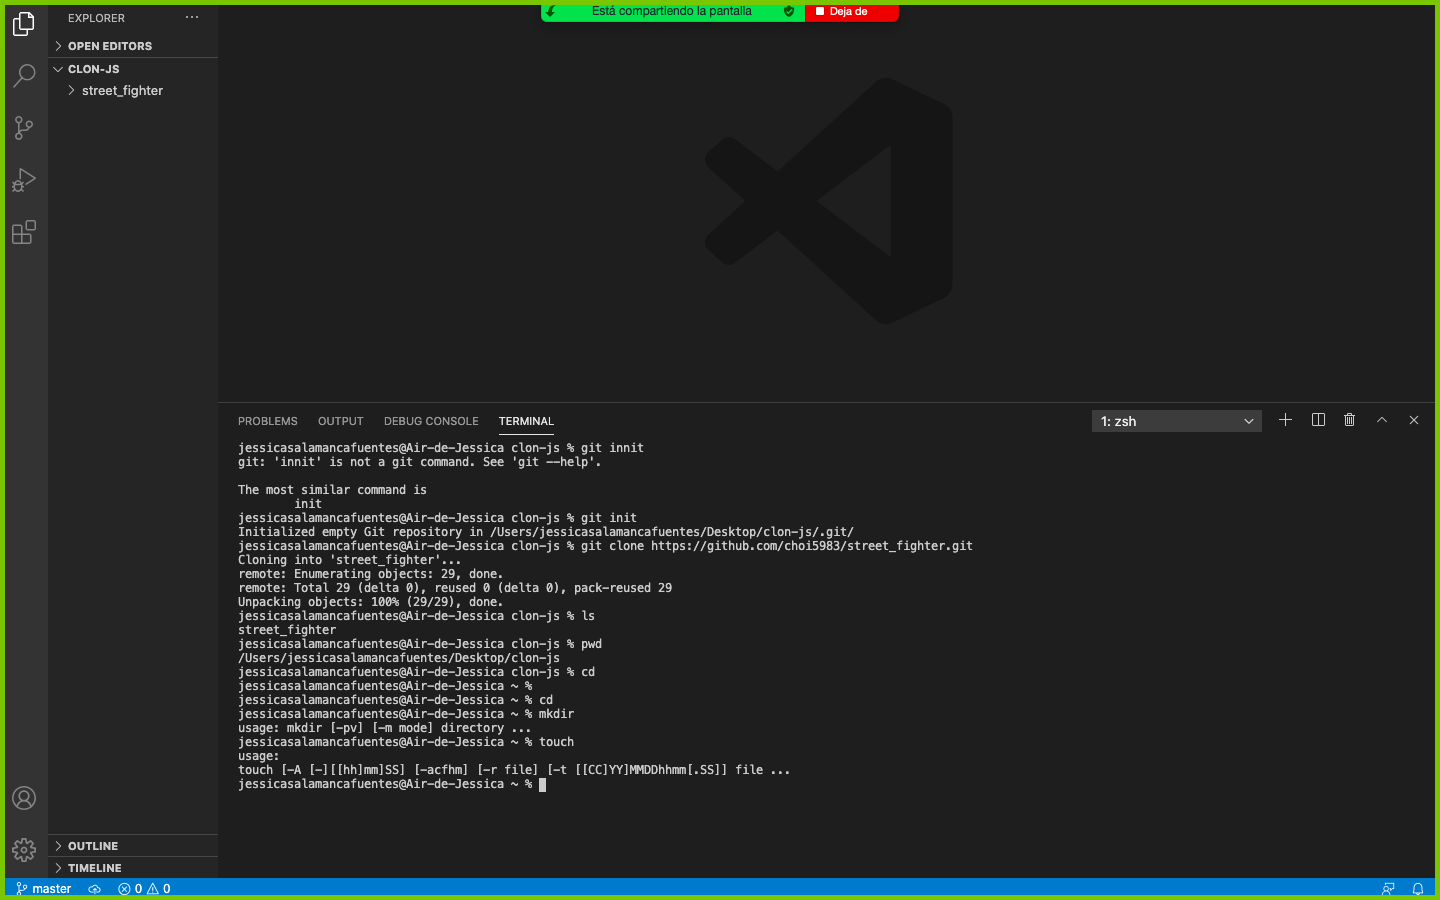 EXPLORER
OPEN EDITORS
CLON-JS
street_fighter
Está compartiendo la pantalla
Deja de
PROBLEMS OUTPUT DEBUG CONSOLE TERMINAL
1: zsh
jessicasalamancafuentes@Air-de-Jessica clon-js % git innit
git: 'innit' is not a git command. See 'git --help'.
The most similar command is
init
jessicasalamancafuentes@Air-de-Jessica clon-js % git init
Initialized empty Git repository in /Users/jessicasalamancafuentes/Desktop/clon-js/.git/
jessicasalamancafuentes@Air-de-Jessica clon-js % git clone https://github.com/choi5983/street_fighter.git
Cloning into 'street_fighter'...
remote: Enumerating objects: 29, done.
remote: Total 29 (delta 0), reused 0 (delta 0), pack-reused 29
Unpacking objects: 100% (29/29), done.
jessicasalamancafuentes@Air-de-Jessica clon-js % ls
street_fighter
jessicasalamancafuentes@Air-de-Jessica clon-js % pwd
/Users/jessicasalamancafuentes/Desktop/clon-js
jessicasalamancafuentes@Air-de-Jessica clon-js % cd
jessicasalamancafuentes@Air-de-Jessica ~ %
jessicasalamancafuentes@Air-de-Jessica ~ % cd
jessicasalamancafuentes@Air-de-Jessica ~ % mkdir
usage: mkdir [-pv] [-m mode] directory ...
jessicasalamancafuentes@Air-de-Jessica ~ % touch
usage:
touch [-A [-][[hh]mm]SS] [-acfhm] [-r file] [-t [[CC]YY]MMDDhhmm[.SS]] file ...
jessicasalamancafuentes@Air-de-Jessica ~ %
OUTLINE
TIMELINE
master 0 0